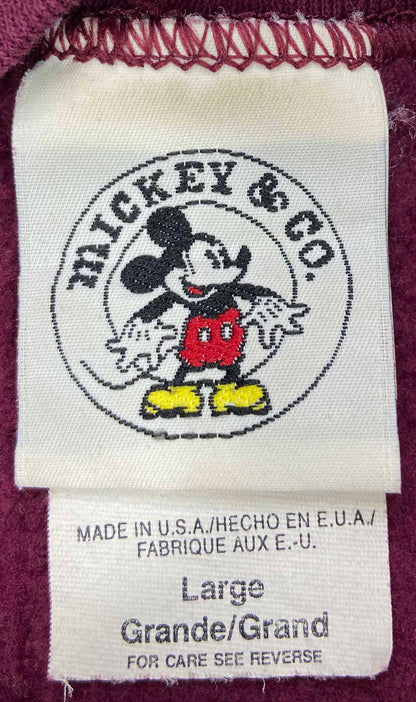 MICKEY & CO.
MADE IN U.S.A./HECHO EN E.U.A./
FABRIQUE AUX E.-U.
Large
Grande/Grand
FOR CARE SEE REVERSE